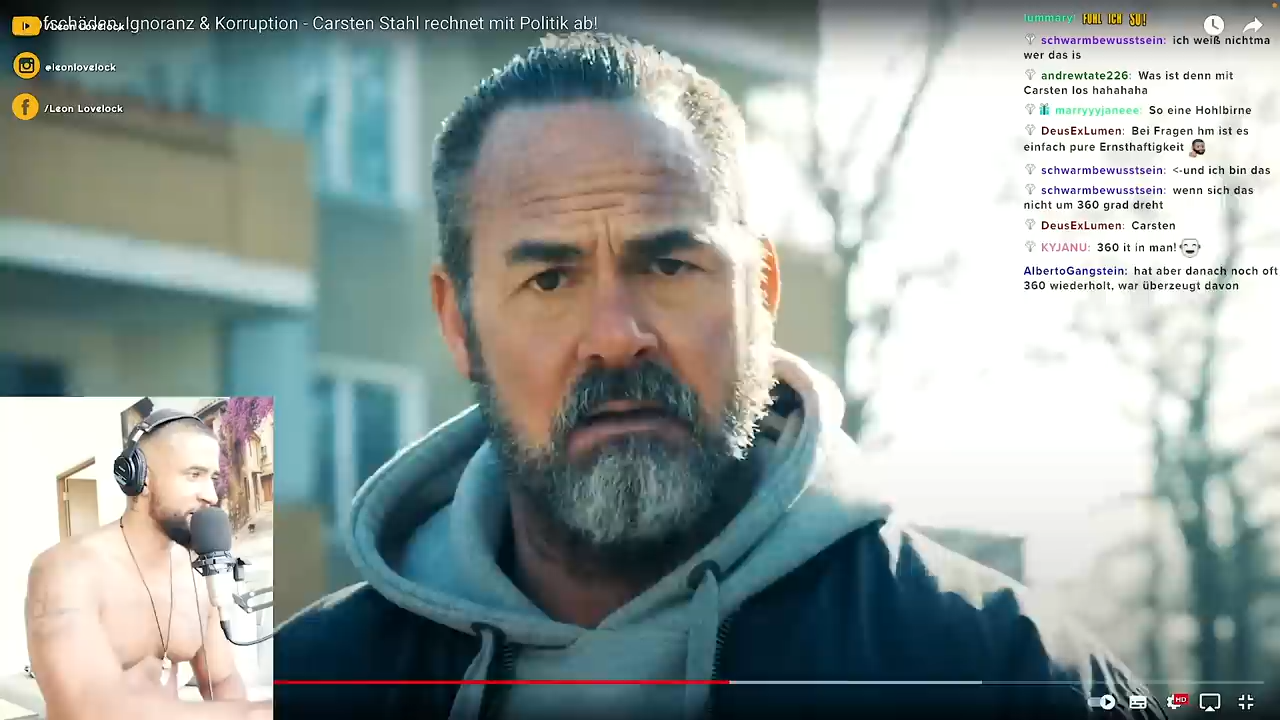 Ignoranz & Korruption - Carsten Stahl rechnet mit Politik ab!
/Leon Lovelock
@leonlovelock
/Leon Lovelock
lummary: FÜHL ICH SO!
schwarmbewusstsein: ich weiß nichtma
wer das is
andrewtate226: Was ist denn mit
Carsten los hahahaha
marryyyjaneee: So eine Hohlbirne
DeusExLumen: Bei Fragen hm ist es
einfach pure Ernsthaftigkeit
schwarmbewusstsein: <-und ich bin das
schwarmbewusstsein: wenn sich das
nicht um 360 grad dreht
DeusExLumen: Carsten
KYJANU: 360 it in man!
AlbertoGangstein: hat aber danach noch oft
360 wiederholt, war überzeugt davon
HD